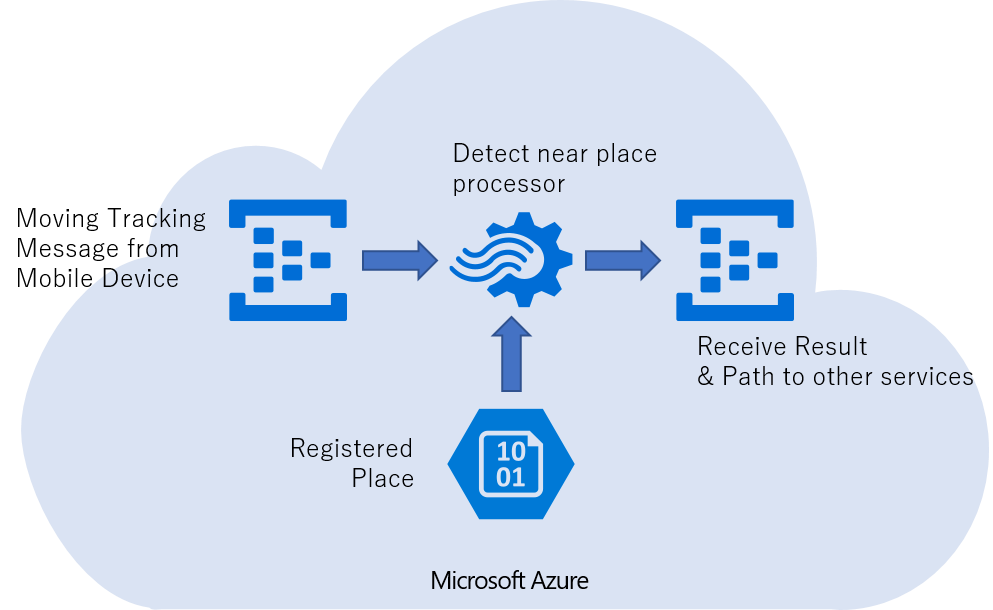 Detect near place
processor
Moving Tracking
Message from
Mobile Device
Receive Result
& Path to other services
Registered
Place
10
01
Microsoft Azure